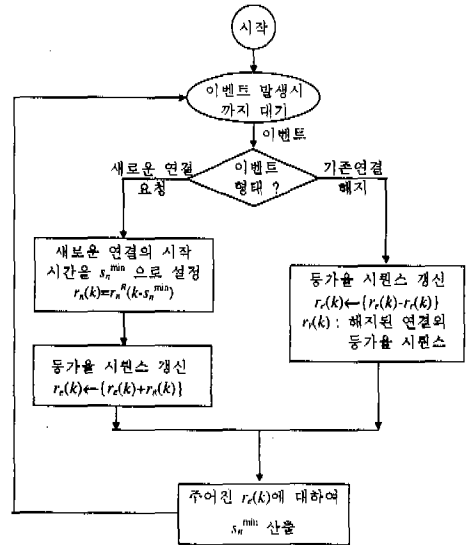 시작
이벤트 발생시
까지 대기
이벤트
새로운 연결
요청
이벤트
형태 ?
기존연결
해지
새로운 연결의 시작
시간을 s_n^min 으로 설정
r_n(k)=r_n^R(k-s_n^min)
등가율 시퀀스 갱신
r_e(k)←{r_e(k)+r_n(k)}
등가율 시퀀스 갱신
r_e(k)←{r_e(k)-r_t(k)}
r_t(k) : 해지된 연결의
등가율 시퀀스
주어진 r_e(k)에 대하여
s_n^min 산출